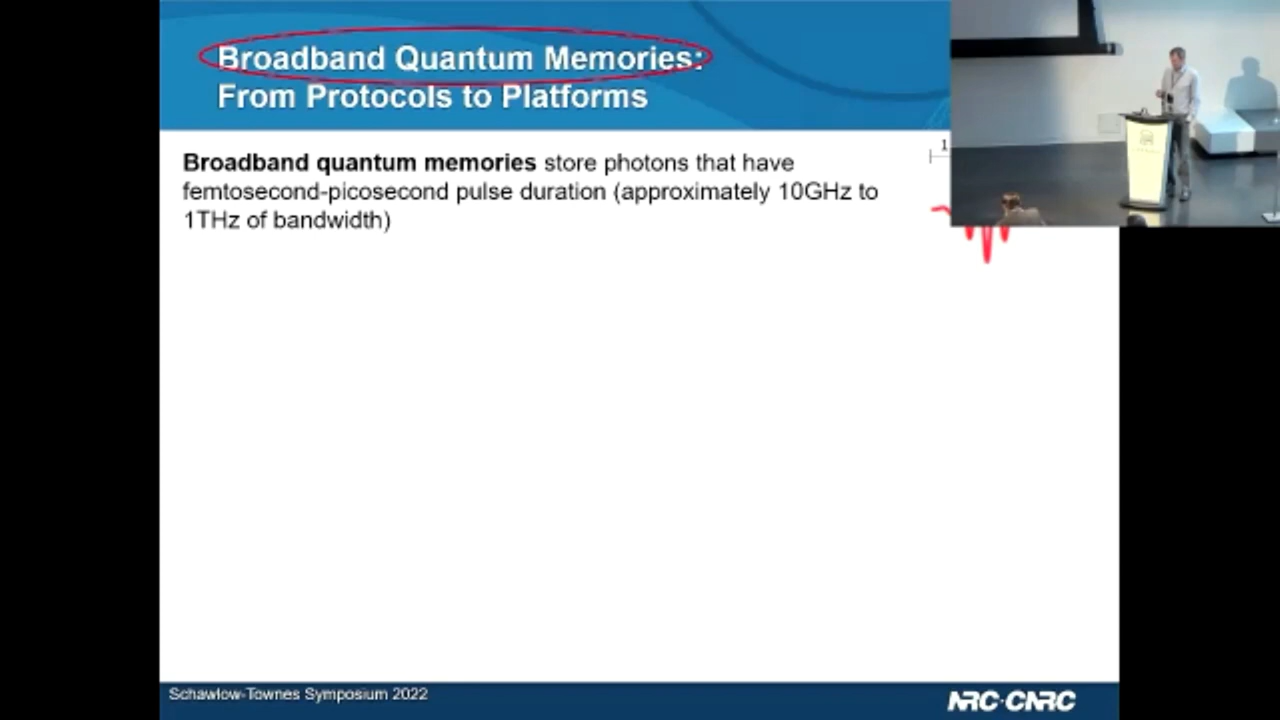 Broadband Quantum Memories:
From Protocols to Platforms
Broadband quantum memories store photons that have
femtosecond-picosecond pulse duration (approximately 10GHz to
1THz of bandwidth)
1
Schawlow-Townes Symposium 2022
NRC·CNRC